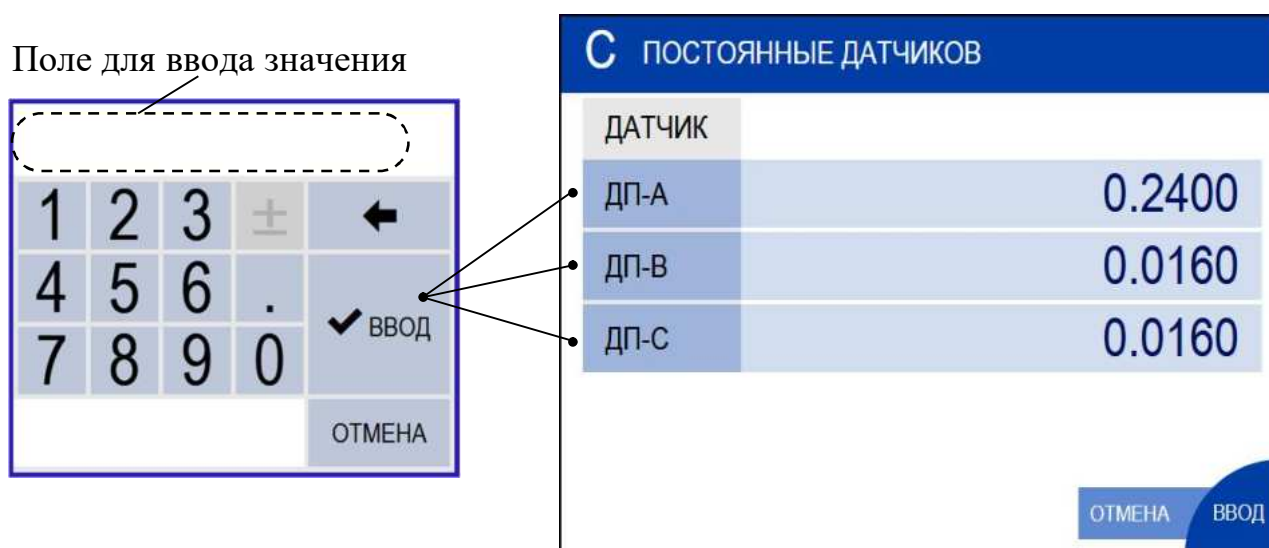 Поле для ввода значения
1 2 3 ± ←
4 5 6 .
✔ ВВОД
7 8 9 0
ОТМЕНА
С ПОСТОЯННЫЕ ДАТЧИКОВ
ДАТЧИК
ДП-А 0.2400
ДП-В 0.0160
ДП-С 0.0160
ОТМЕНА ВВОД